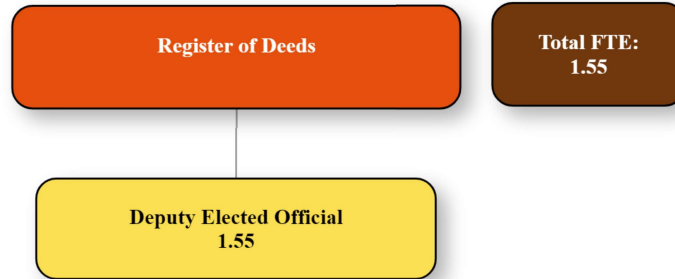 Register of Deeds
Total FTE:
1.55
Deputy Elected Official
1.55